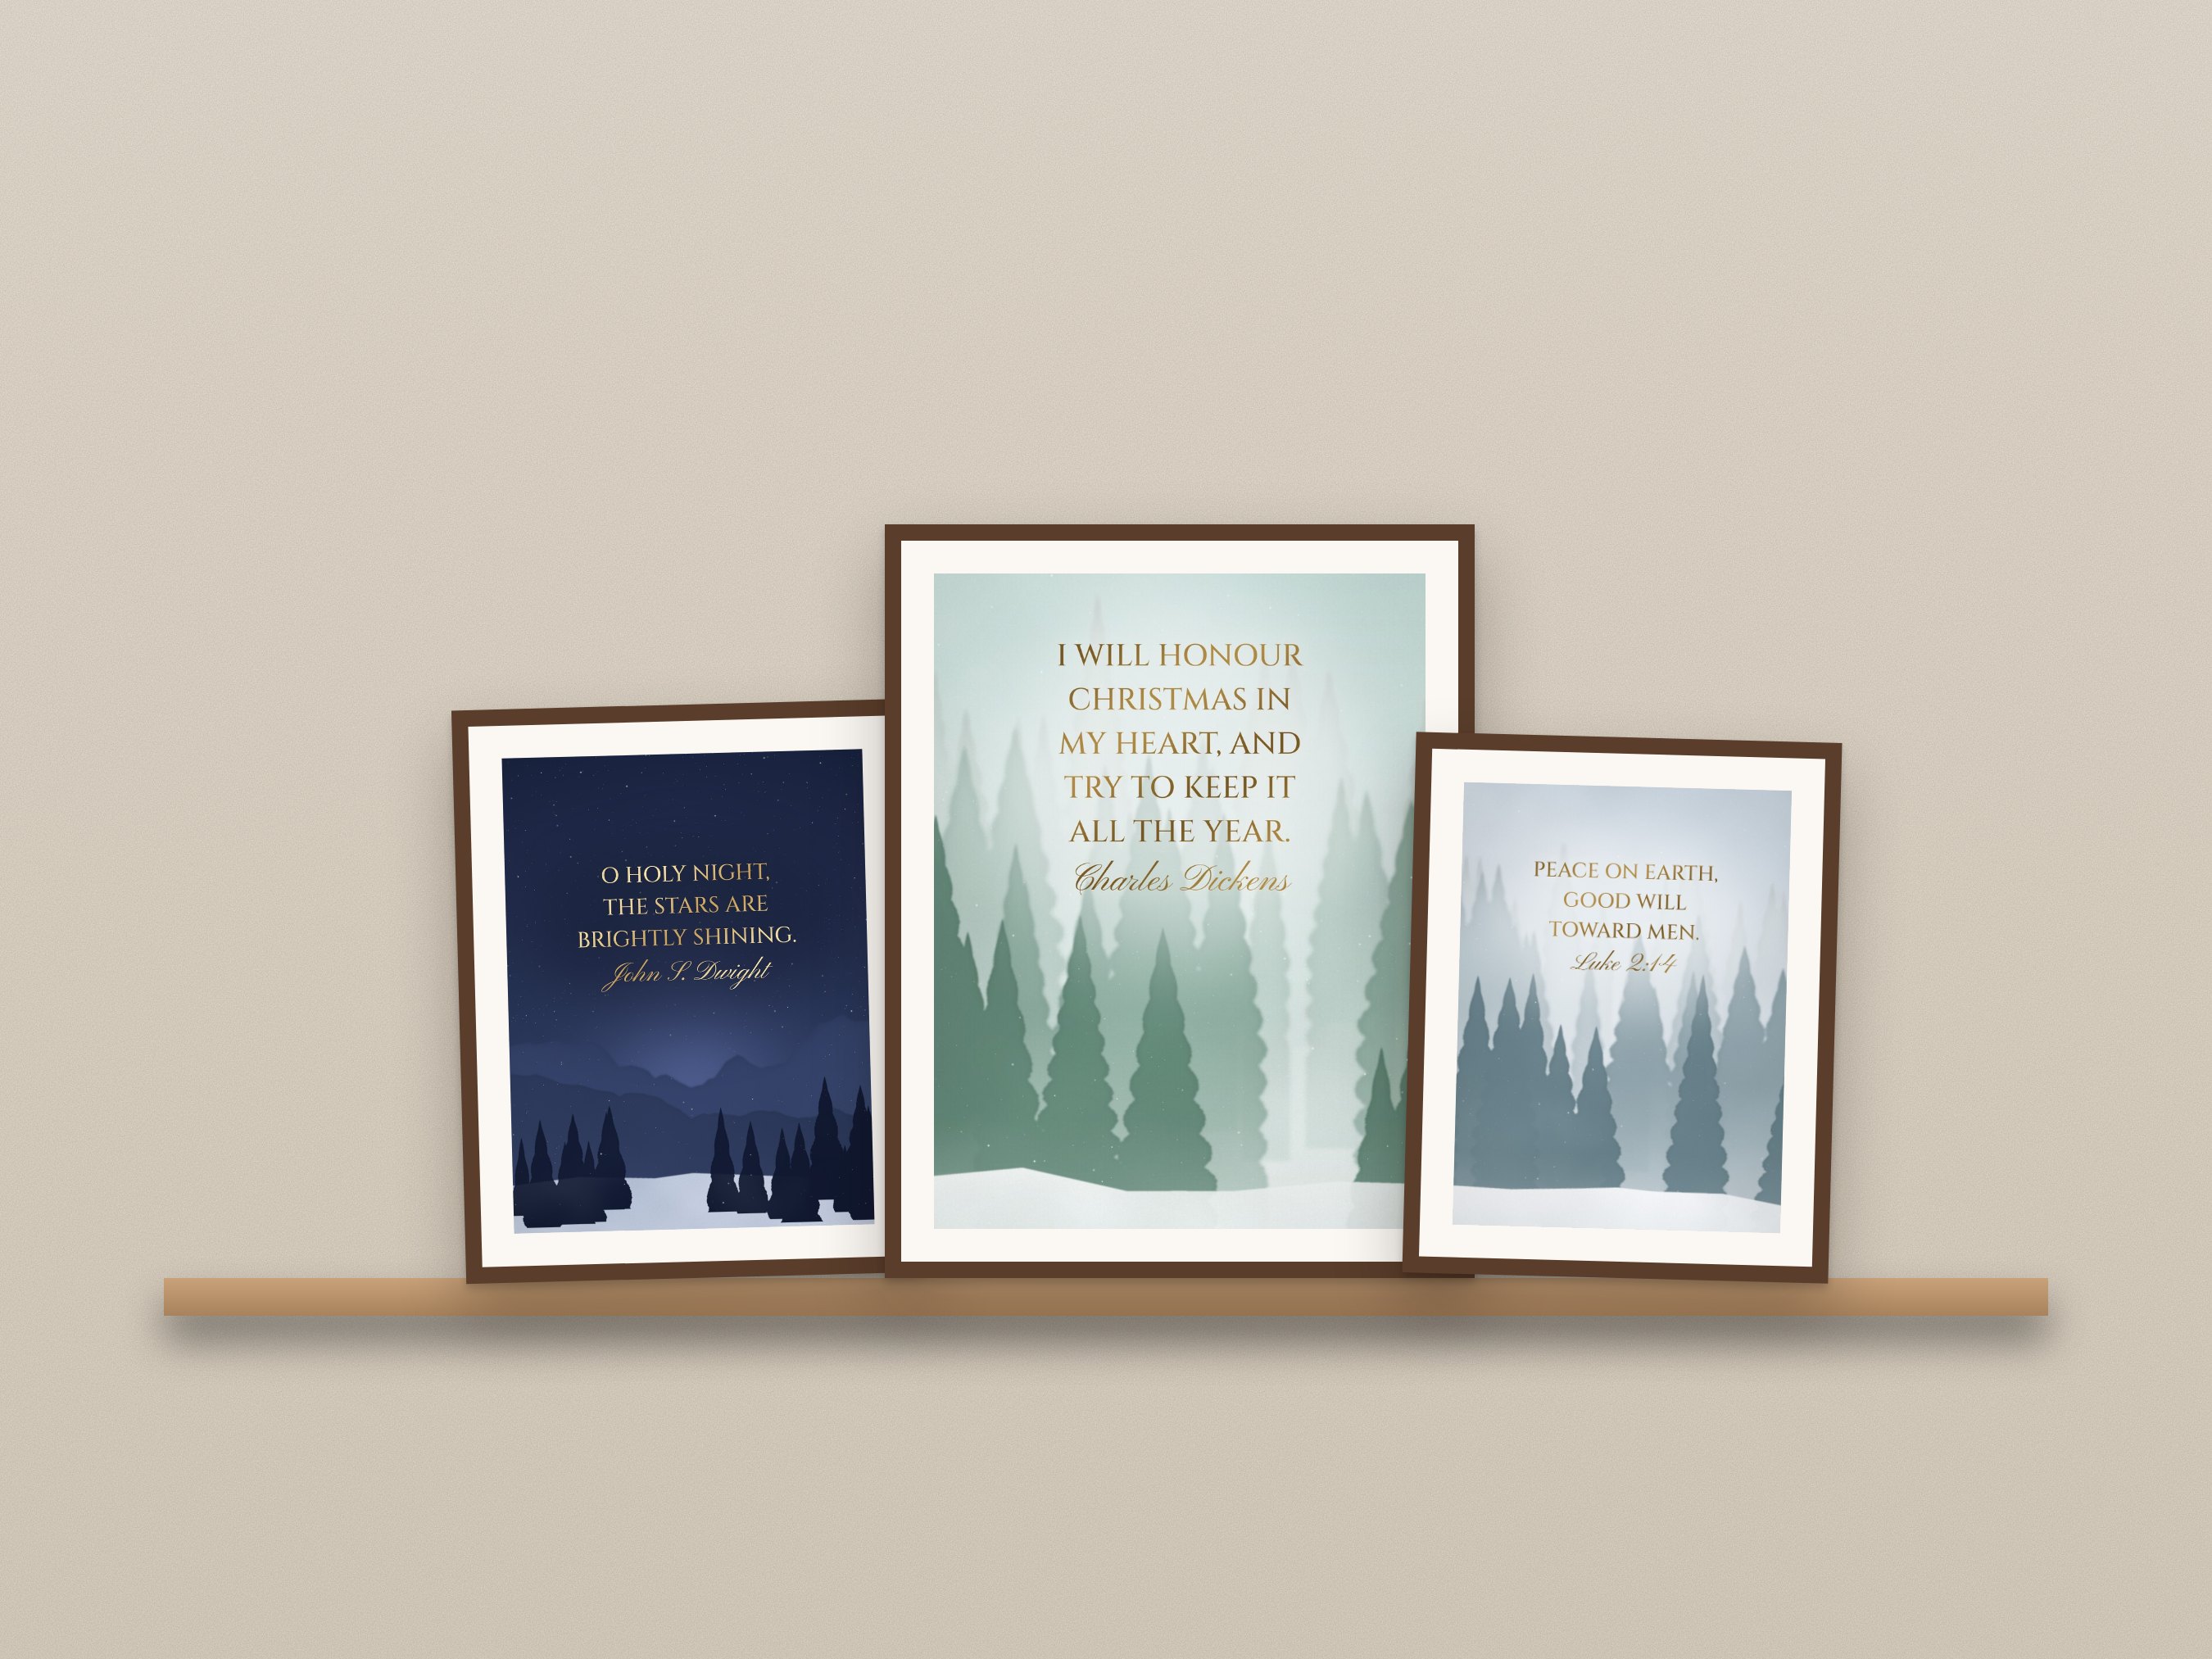 O HOLY NIGHT,
THE STARS ARE
BRIGHTLY SHINING.
John S. Dwight
I WILL HONOUR
CHRISTMAS IN
MY HEART, AND
TRY TO KEEP IT
ALL THE YEAR.
Charles Dickens
PEACE ON EARTH,
GOOD WILL
TOWARD MEN.
Luke 2:14